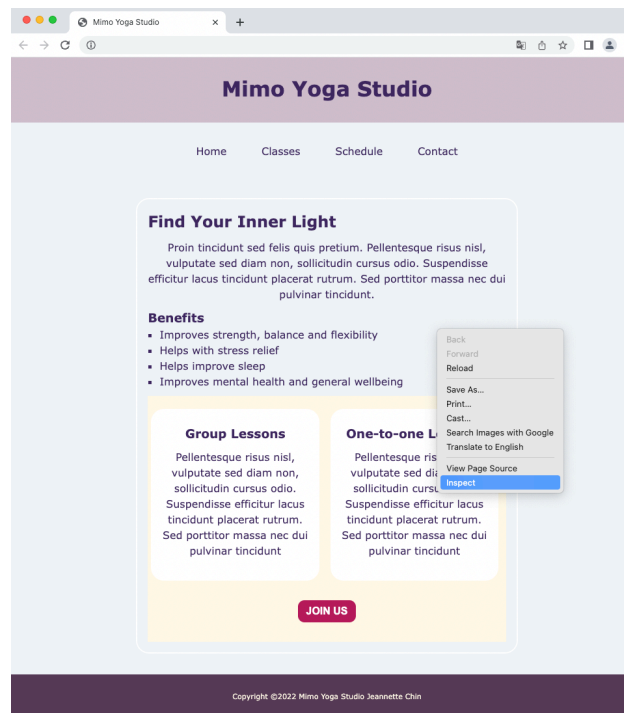 Mimo Yoga Studio
Mimo Yoga Studio
Home Classes Schedule Contact
Find Your Inner Light
Proin tincidunt sed felis quis pretium. Pellentesque risus nisl,
vulputate sed diam non, sollicitudin cursus odio. Suspendisse
efficitur lacus tincidunt placerat rutrum. Sed porttitor massa nec dui
pulvinar tincidunt.
Benefits
Improves strength, balance and flexibility
Helps with stress relief
Helps improve sleep
Improves mental health and general wellbeing
Back
Forward
Reload
Save As...
Print...
Cast...
Search Images with Google
Translate to English
View Page Source
Inspect
Group Lessons
Pellentesque risus nisl,
vulputate sed diam non,
sollicitudin cursus odio.
Suspendisse efficitur lacus
tincidunt placerat rutrum.
Sed porttitor massa nec dui
pulvinar tincidunt
One-to-one L
Pellentesque ris
vulputate sed di
sollicitudin curs
Suspendisse efficitur lacus
tincidunt placerat rutrum.
Sed porttitor massa nec dui
pulvinar tincidunt
JOIN US
Copyright ©2022 Mimo Yoga Studio Jeannette Chin